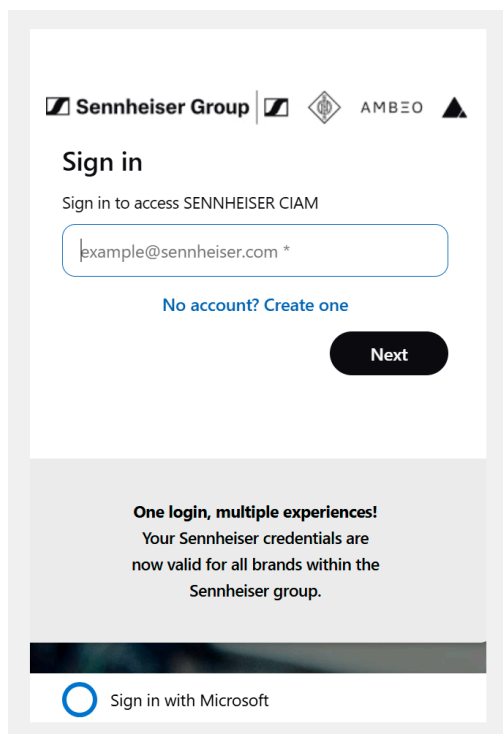 Sennheiser Group
AMBEO
Sign in
Sign in to access SENNHEISER CIAM
example@sennheiser.com *
No account? Create one
Next
One login, multiple experiences!
Your Sennheiser credentials are
now valid for all brands within the
Sennheiser group.
Sign in with Microsoft